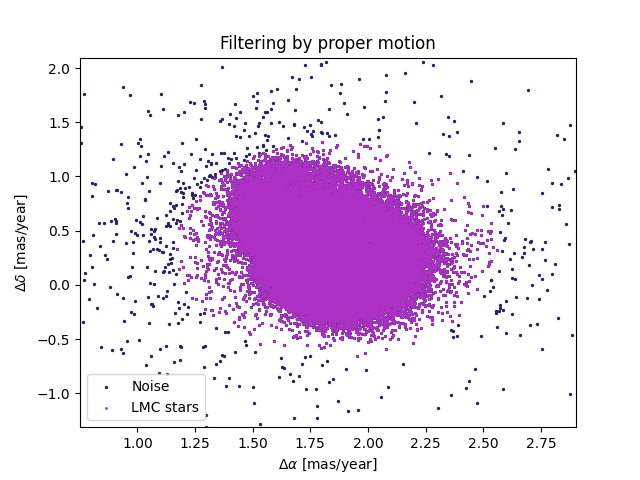 Filtering by proper motion
2.0
1.5
1.0
0.5
0.0
−0.5
−1.0
Δδ [mas/year]
Noise
LMC stars
1.00 1.25 1.50 1.75 2.00 2.25 2.50 2.75
Δα [mas/year]